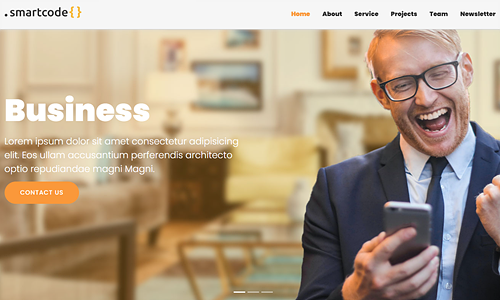 .smartcode{}
Home About Service Projects Team Newsletter
Business
Lorem ipsum dolor sit amet consectetur adipisicing
elit. Eos ullam accusantium perferendis architecto
optio repudiandae magni Magni.
CONTACT US